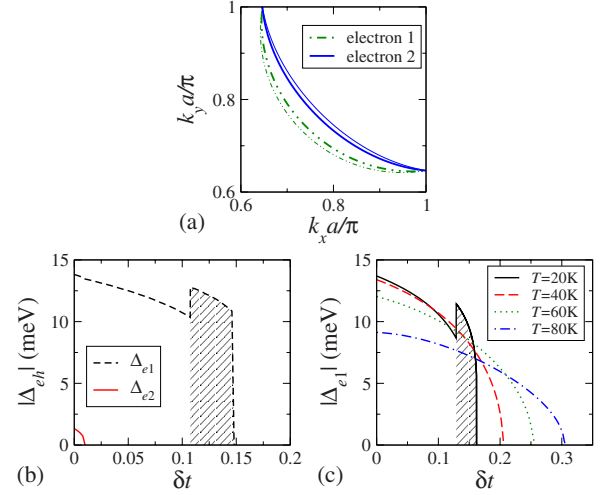 1
electron 1
electron 2
k_y a/π
0.8
0.6
0.6
0.8
1
(a)
k_x a/π
15
10
5
0
|Δ_eh| (meV)
Δ_e1
Δ_e2
0
0.05
0.1
0.15
0.2
(b)
δt
15
10
5
0
|Δ_e1| (meV)
T=20K
T=40K
T=60K
T=80K
0
0.1
0.2
0.3
(c)
δt